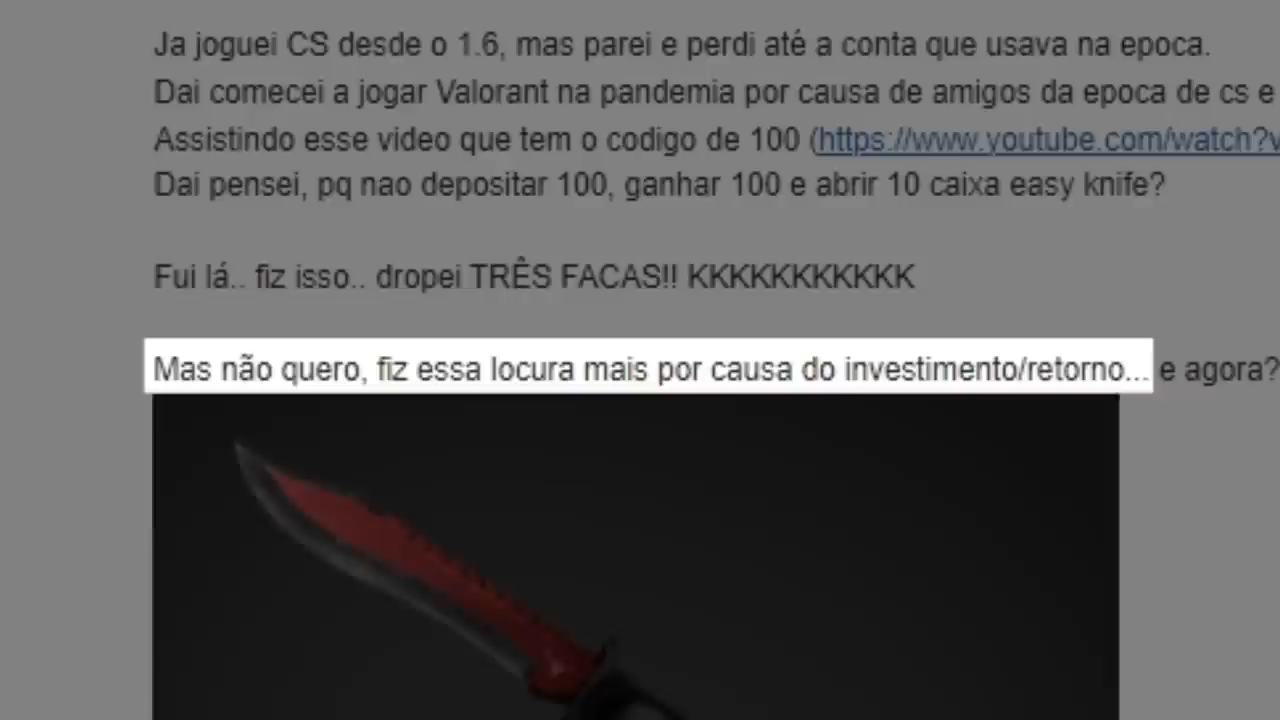 Ja joguei CS desde o 1.6, mas parei e perdi até a conta que usava na epoca.
Dai comecei a jogar Valorant na pandemia por causa de amigos da epoca de cs e
Assistindo esse video que tem o codigo de 100 (https://www.youtube.com/watch?v
Dai pensei, pq nao depositar 100, ganhar 100 e abrir 10 caixa easy knife?
Fui lá.. fiz isso.. dropei TRÊS FACAS!! KKKKKKKKKKK
Mas não quero, fiz essa locura mais por causa do investimento/retorno... e agora?